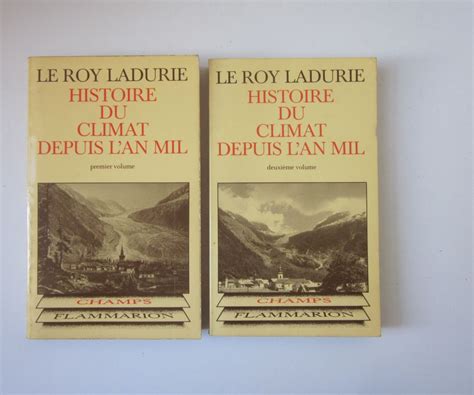 LE ROY LADURIE
HISTOIRE
DU
CLIMAT
DEPUIS L'AN MIL
premier volume
CHAMPS
FLAMMARION
LE ROY LADURIE
HISTOIRE
DU
CLIMAT
DEPUIS L'AN MIL
deuxième volume
CHAMPS
FLAMMARION